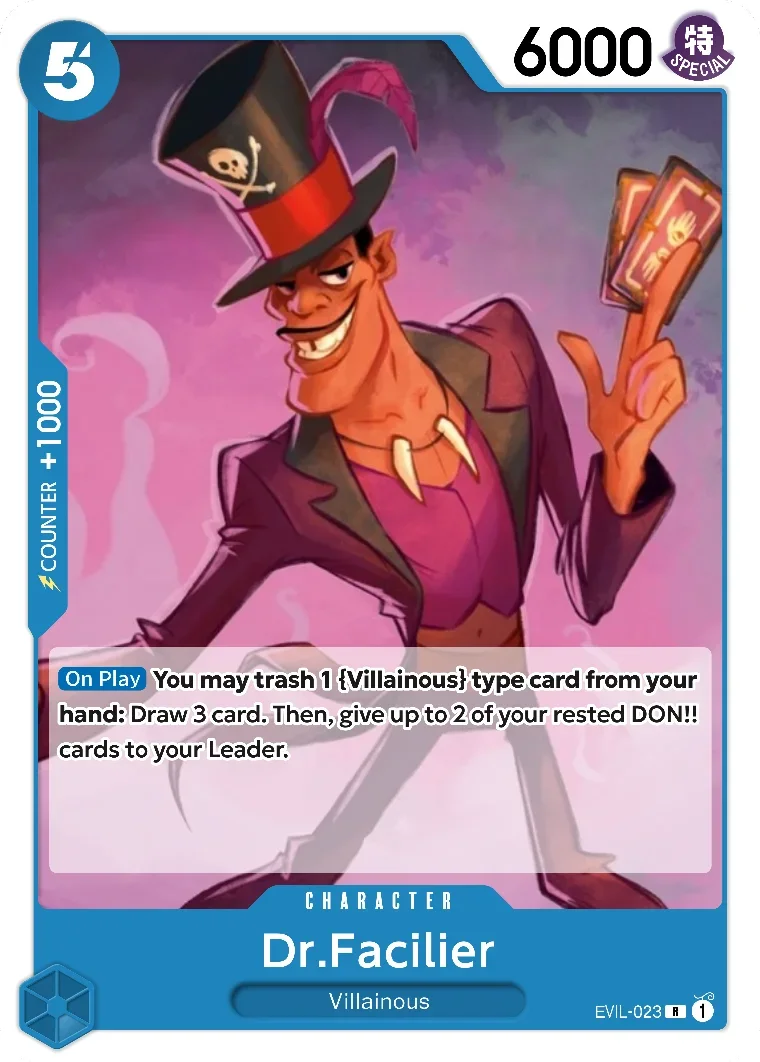 5
6000
特
SPECIAL
COUNTER +1000
On Play You may trash 1 {Villainous} type card from your
hand: Draw 3 card. Then, give up to 2 of your rested DON!!
cards to your Leader.
CHARACTER
Dr.Facilier
Villainous
EVIL-023 R 1